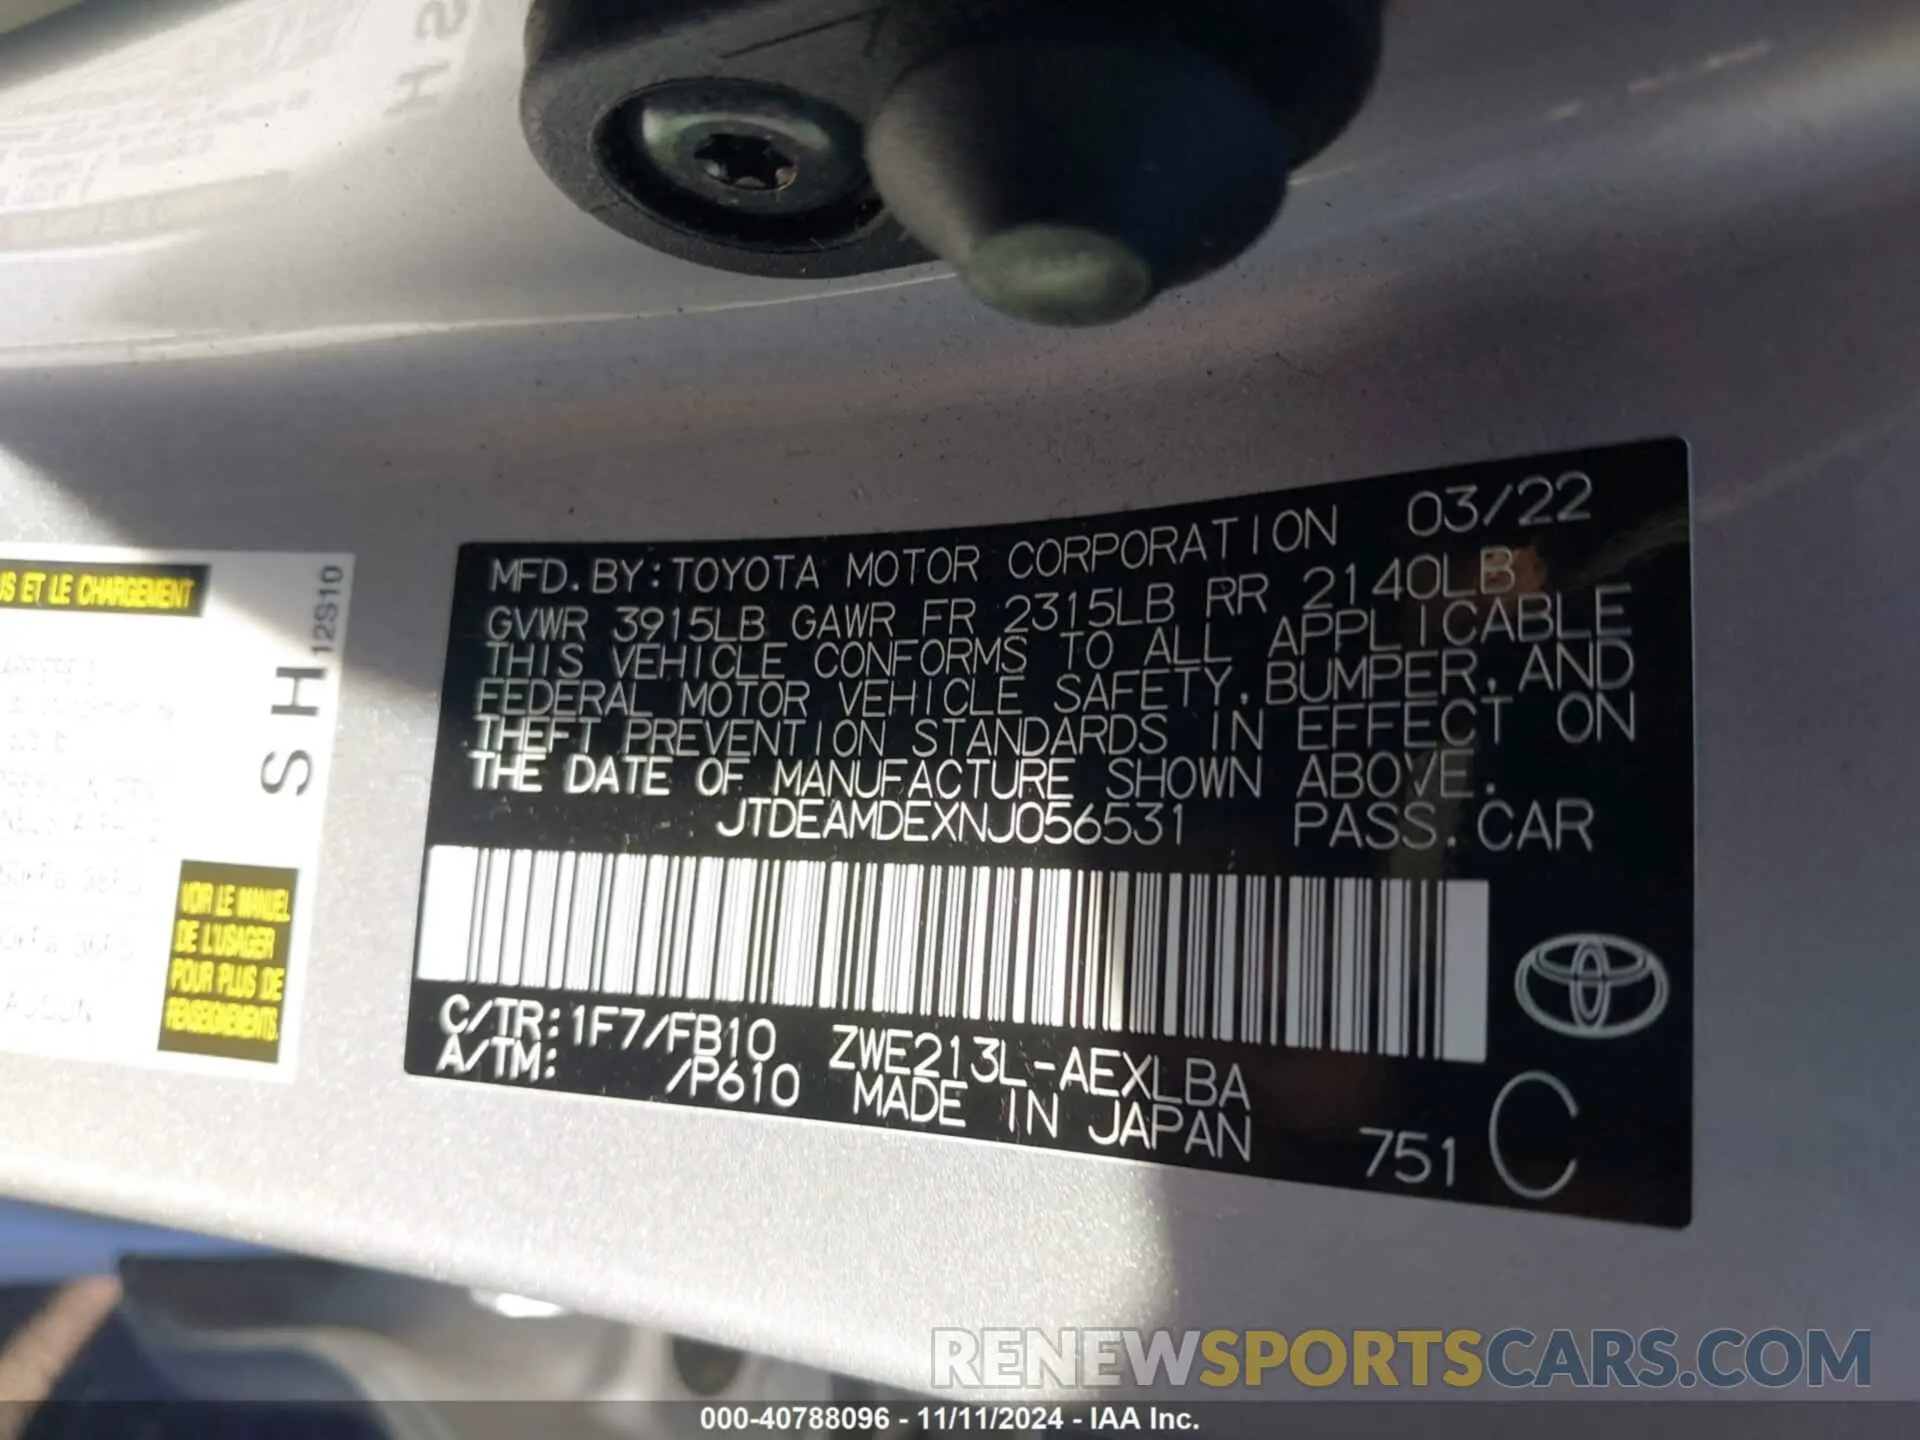 MFD. BY: TOYOTA MOTOR CORPORATION 03/22
GVWR 3915LB GAWR FR 2315LB RR 2140LB
THIS VEHICLE CONFORMS TO ALL APPLICABLE
FEDERAL MOTOR VEHICLE SAFETY, BUMPER, AND
THEFT PREVENTION STANDARDS IN EFFECT ON
THE DATE OF MANUFACTURE SHOWN ABOVE.
JTDEAMDEXNJ056531 PASS. CAR
C/TR: 1F7/FB10 ZWE213L-AEXLBA
A/TM: /P610 MADE IN JAPAN
751 C
ET LE CHARGEMENT
SH 12S10
VOIR LE MANUEL
DE L'USAGER
POUR PLUS DE
RENSEIGNEMENTS.
RENEWSPORTSCARS.COM
000-40788096 - 11/11/2024 - IAA Inc.